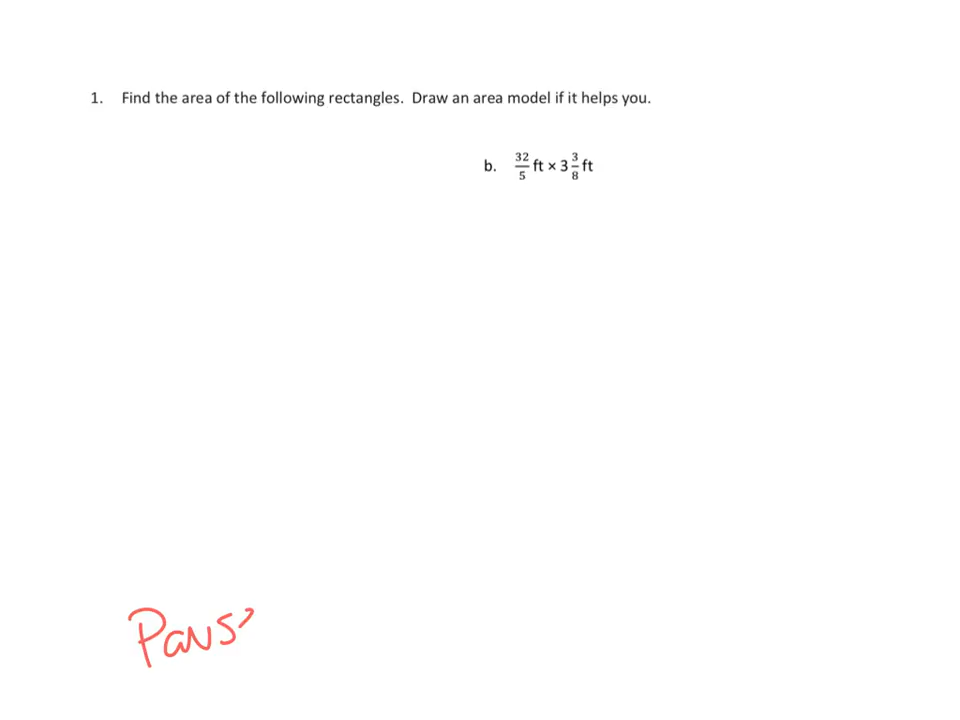 1. Find the area of the following rectangles. Draw an area model if it helps you.
b. 32/5 ft × 3 3/8 ft